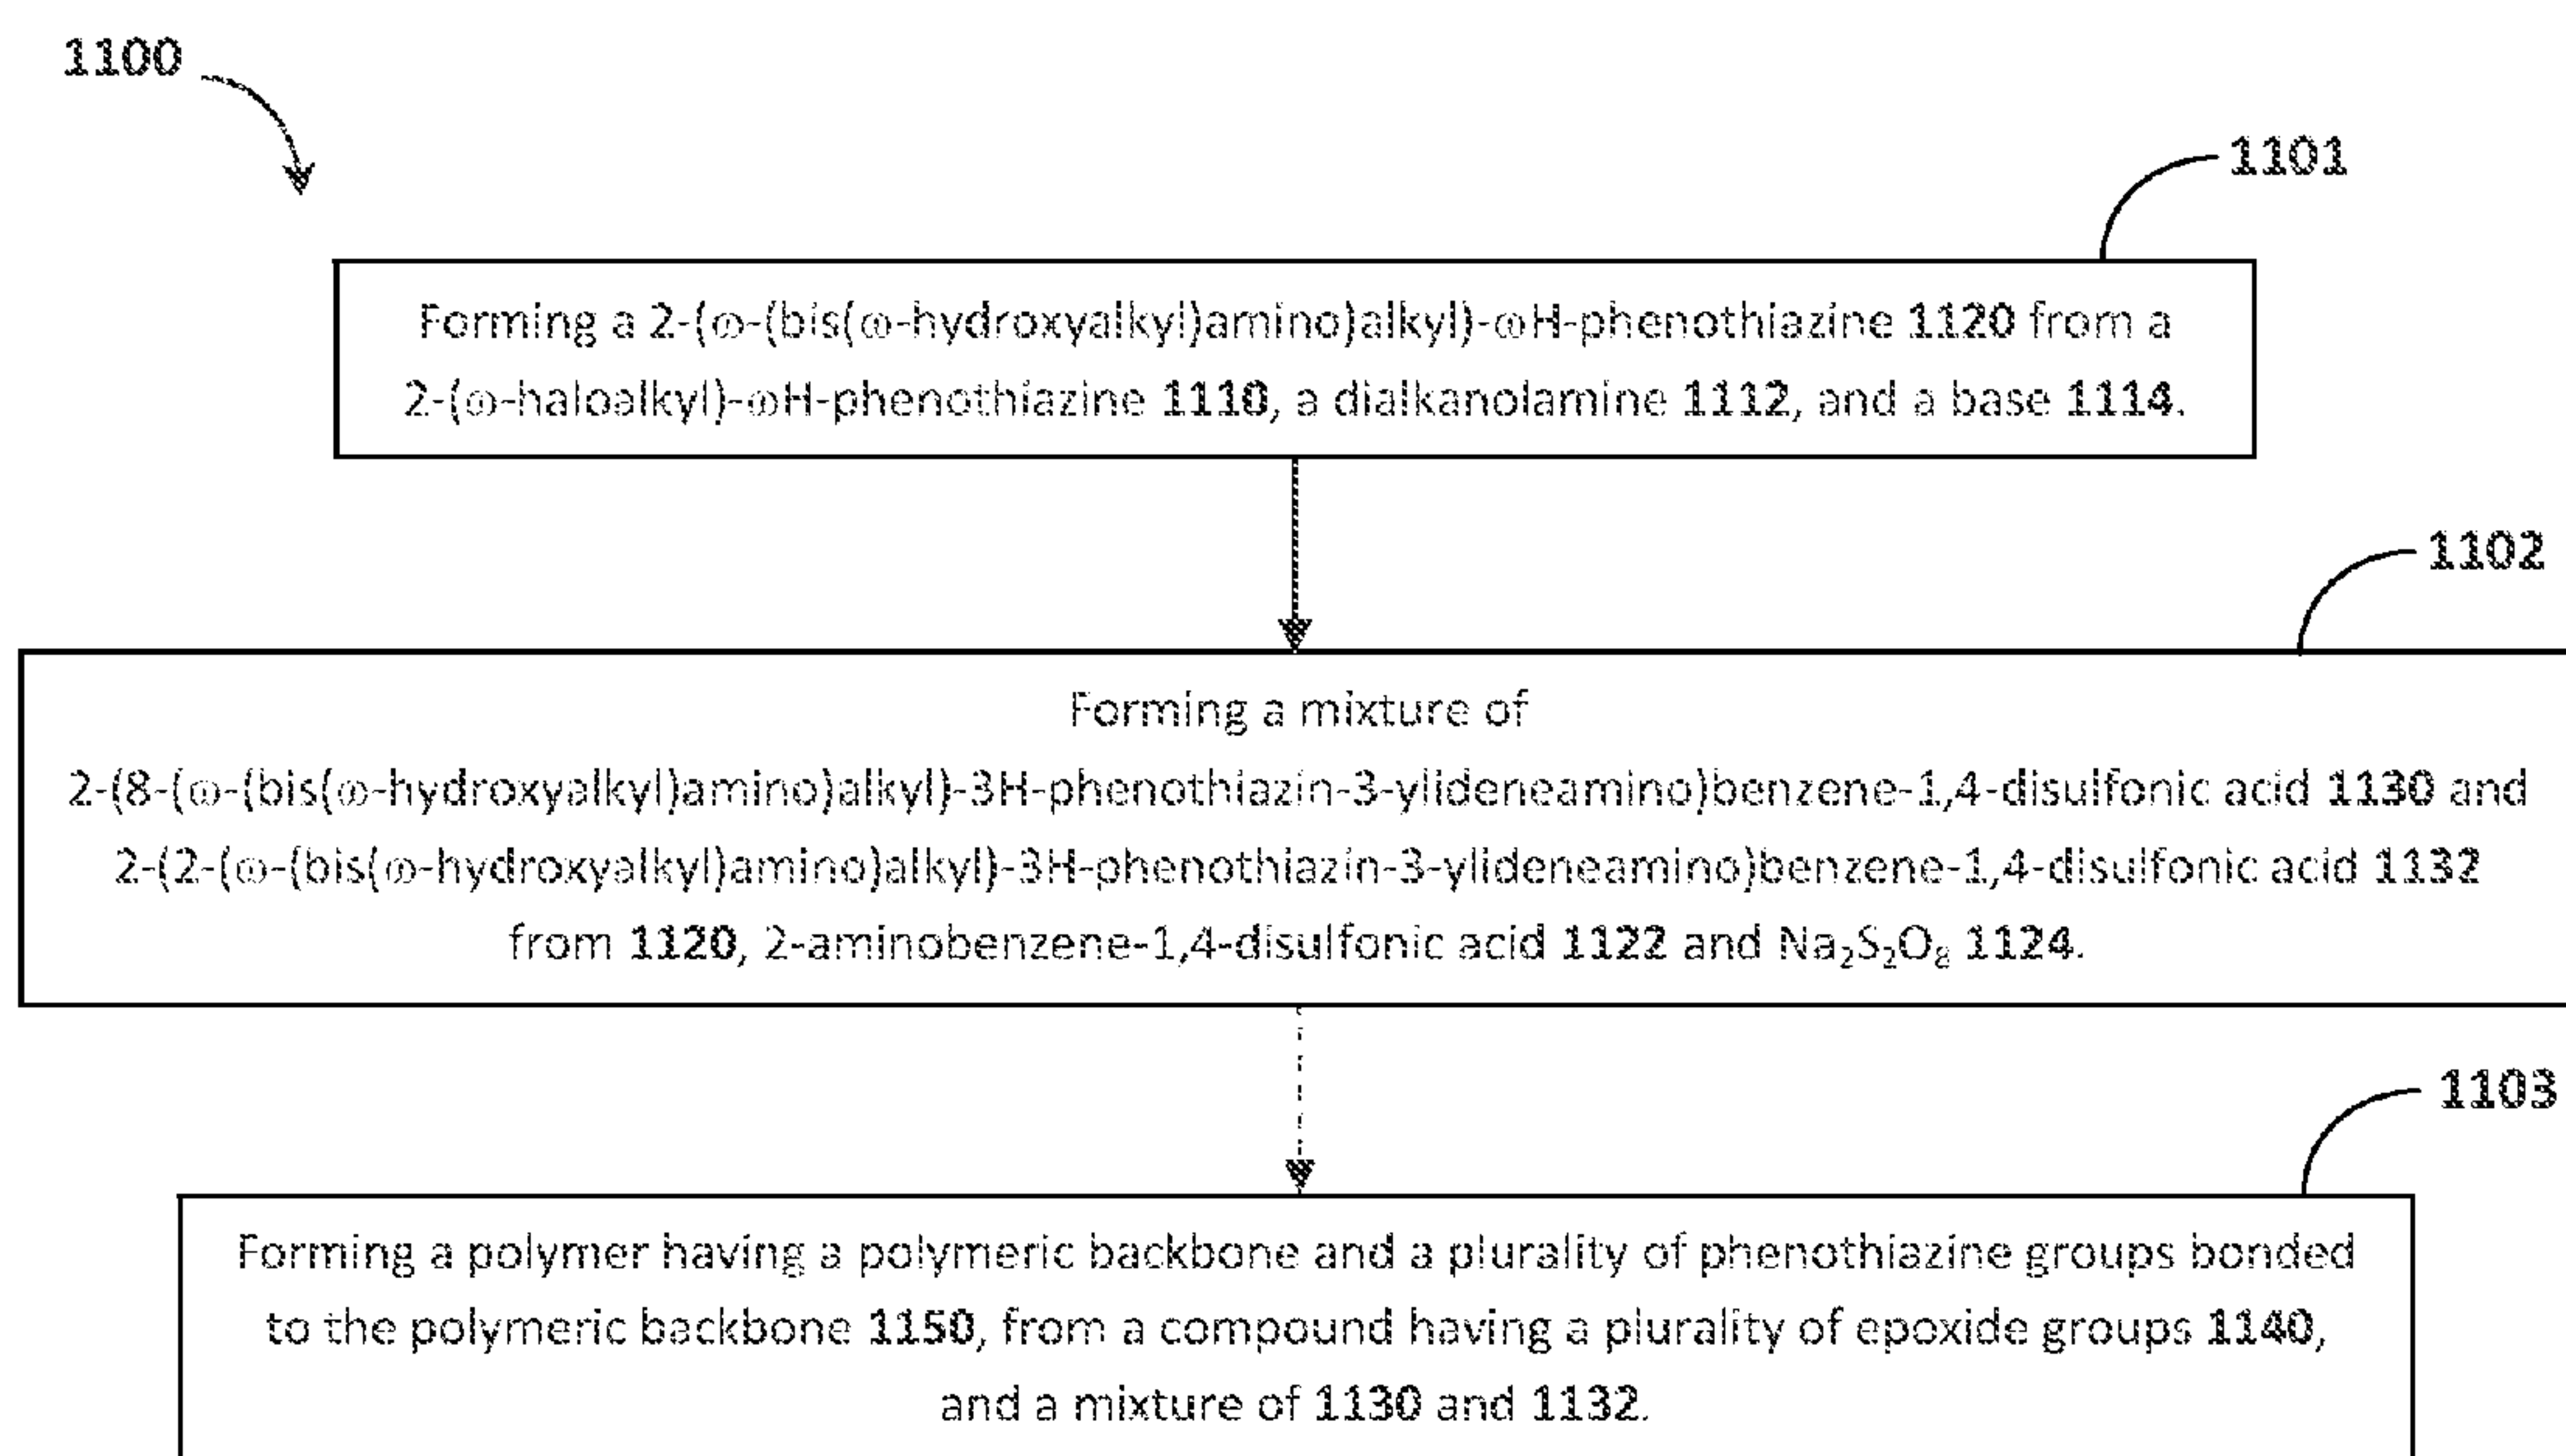 1100
1101
Forming a 2-(ω-(bis(ω-hydroxyalkyl)amino)alkyl)-ωH-phenothiazine 1120 from a
2-(ω-haloalkyl)-ωH-phenothiazine 1110, a dialkanolamine 1112, and a base 1114.
1102
Forming a mixture of
2-(8-(ω-(bis(ω-hydroxyalkyl)amino)alkyl)-3H-phenothiazin-3-ylideneamino)benzene-1,4-disulfonic acid 1130 and
2-(2-(ω-(bis(ω-hydroxyalkyl)amino)alkyl)-3H-phenothiazin-3-ylideneamino)benzene-1,4-disulfonic acid 1132
from 1120, 2-aminobenzene-1,4-disulfonic acid 1122 and Na₂S₂O₈ 1124.
1103
Forming a polymer having a polymeric backbone and a plurality of phenothiazine groups bonded
to the polymeric backbone 1150, from a compound having a plurality of epoxide groups 1140,
and a mixture of 1130 and 1132.